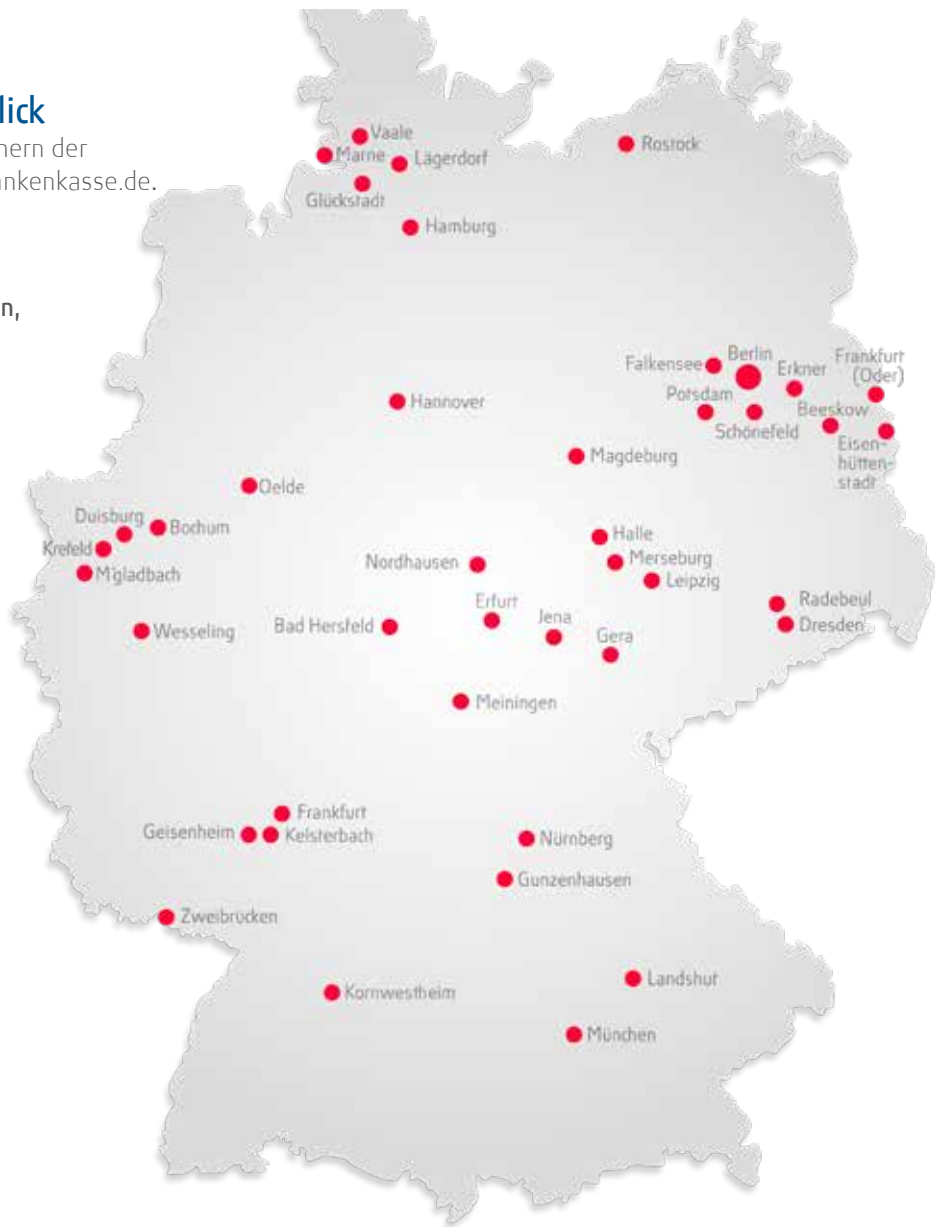 lick
nern der
ankenkasse.de.
n,
Vaale
Marne
Lägerdorf
Glückstadt
Hamburg
Rostock
Falkensee
Berlin
Erkner
Frankfurt
(Oder)
Potsdam
Schönefeld
Beeskow
Eisen-
hütten-
stadt
Hannover
Magdeburg
Oelde
Duisburg
Bochum
Krefeld
M'gladbach
Wesseling
Nordhausen
Halle
Merseburg
Leipzig
Bad Hersfeld
Erfurt
Jena
Gera
Radebeul
Dresden
Meiningen
Frankfurt
Geisenheim
Kelsterbach
Nürnberg
Gunzenhausen
Zweibrücken
Kornwestheim
Landshut
München